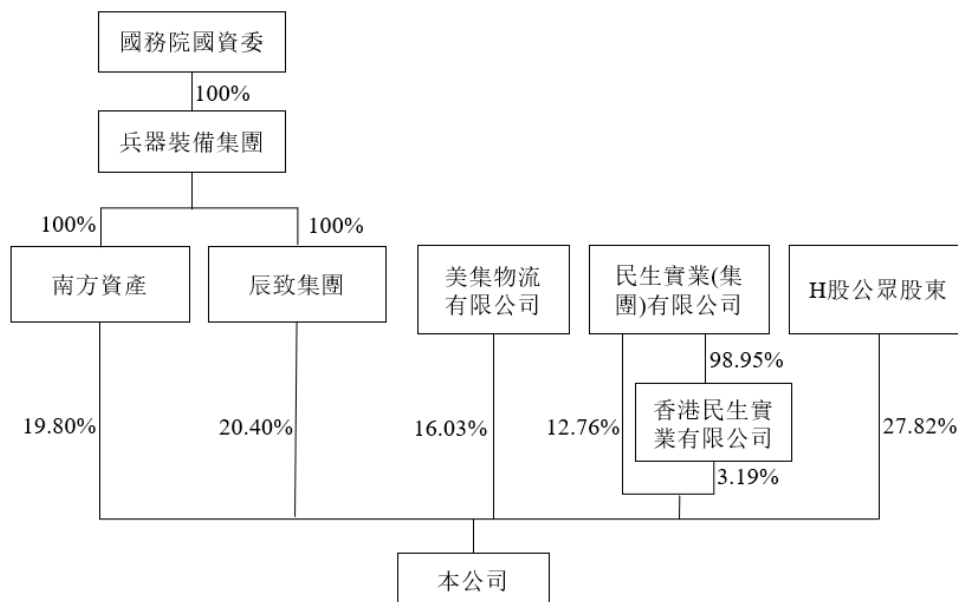 國務院國資委
100%
兵器裝備集團
100%
100%
南方資產
辰致集團
美集物流
有限公司
民生實業(集
團)有限公司
H股公眾股東
98.95%
香港民生實
業有限公司
19.80%
20.40%
16.03%
12.76%
27.82%
3.19%
本公司